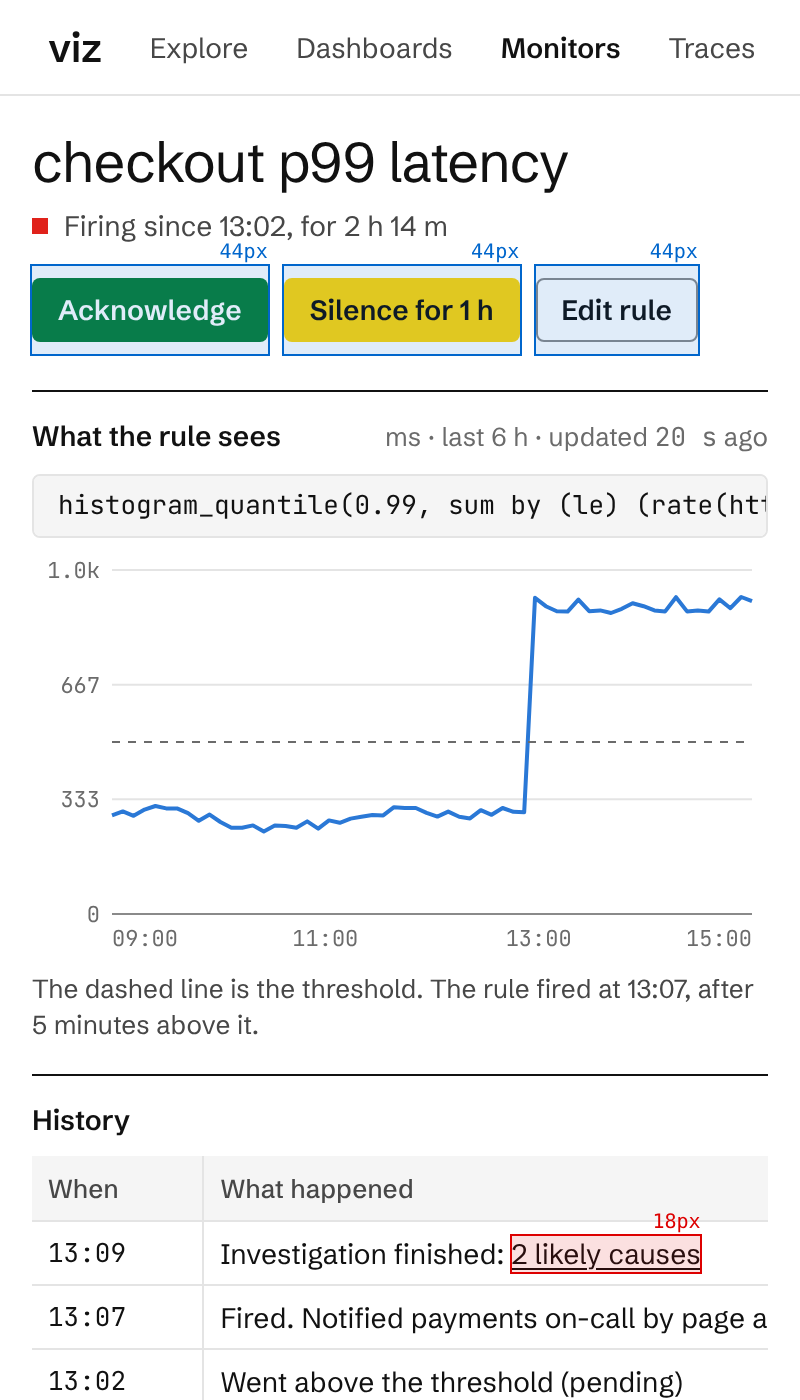 viz Explore Dashboards Monitors Traces
checkout p99 latency
Firing since 13:02, for 2 h 14 m
44px 44px 44px
Acknowledge Silence for 1 h Edit rule
What the rule sees ms · last 6 h · updated 20 s ago
histogram_quantile(0.99, sum by (le) (rate(htt
1.0k
667
333
0
09:00 11:00 13:00 15:00
The dashed line is the threshold. The rule fired at 13:07, after
5 minutes above it.
History
When What happened
18px
13:09 Investigation finished: 2 likely causes
13:07 Fired. Notified payments on-call by page a
13:02 Went above the threshold (pending)